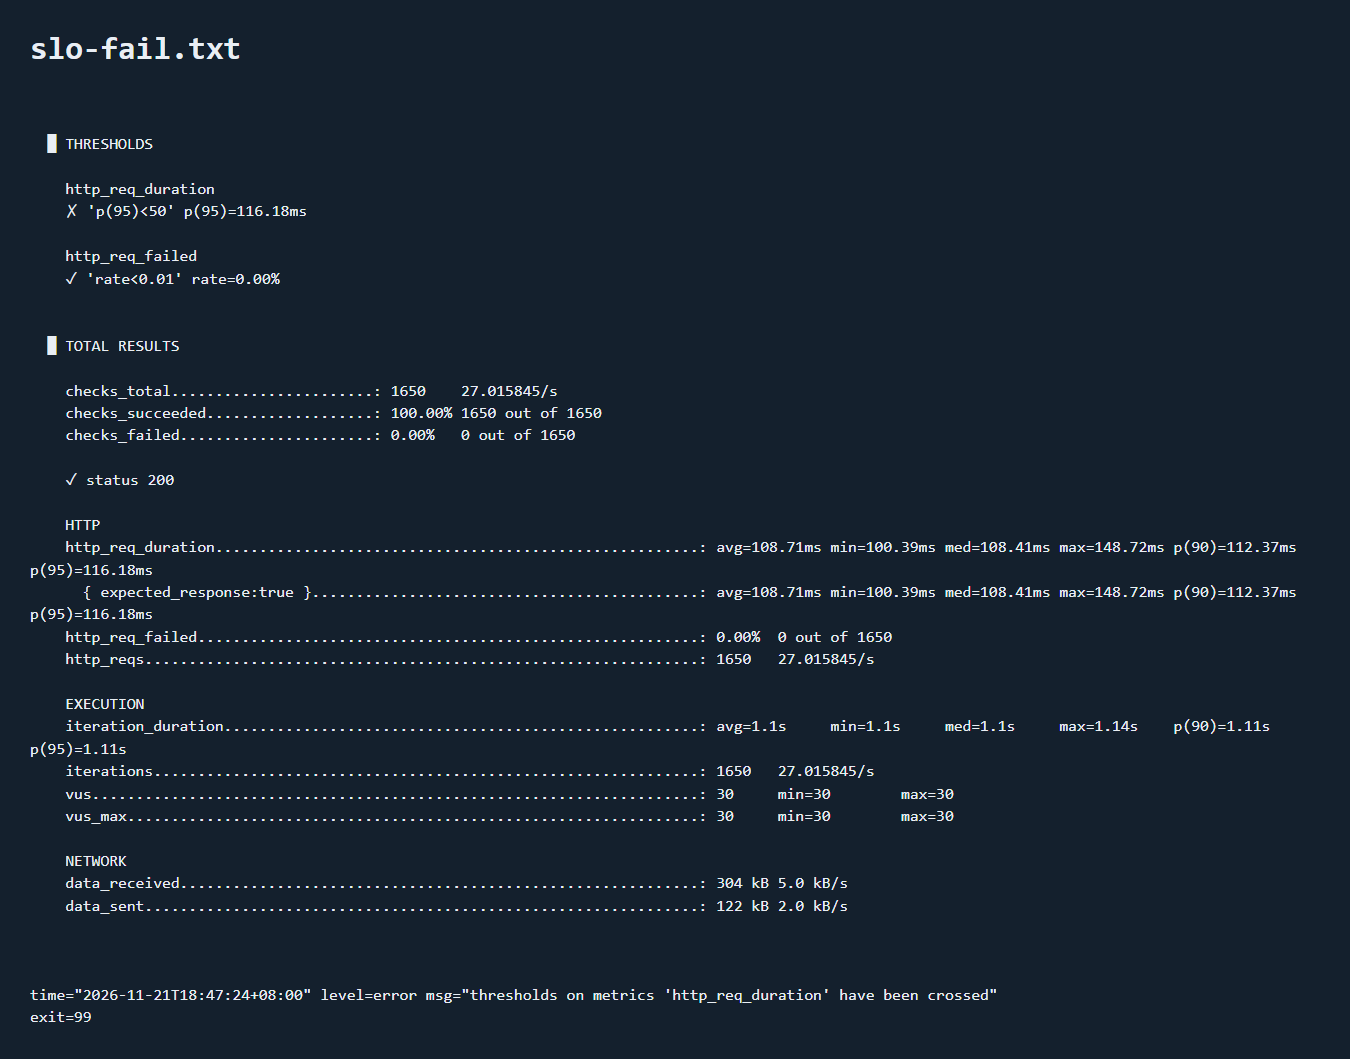 slo-fail.txt
█ THRESHOLDS
http_req_duration
✗ 'p(95)<50' p(95)=116.18ms
http_req_failed
✓ 'rate<0.01' rate=0.00%
█ TOTAL RESULTS
checks_total.......................: 1650    27.015845/s
checks_succeeded...................: 100.00% 1650 out of 1650
checks_failed......................: 0.00%   0 out of 1650
✓ status 200
HTTP
http_req_duration.......................................................: avg=108.71ms min=100.39ms med=108.41ms max=148.72ms p(90)=112.37ms
p(95)=116.18ms
{ expected_response:true }............................................: avg=108.71ms min=100.39ms med=108.41ms max=148.72ms p(90)=112.37ms
p(95)=116.18ms
http_req_failed.........................................................: 0.00%  0 out of 1650
http_reqs...............................................................: 1650   27.015845/s
EXECUTION
iteration_duration......................................................: avg=1.1s     min=1.1s     med=1.1s     max=1.14s    p(90)=1.11s
p(95)=1.11s
iterations..............................................................: 1650   27.015845/s
vus.....................................................................: 30     min=30        max=30
vus_max.................................................................: 30     min=30        max=30
NETWORK
data_received...........................................................: 304 kB 5.0 kB/s
data_sent...............................................................: 122 kB 2.0 kB/s
time="2026-11-21T18:47:24+08:00" level=error msg="thresholds on metrics 'http_req_duration' have been crossed"
exit=99